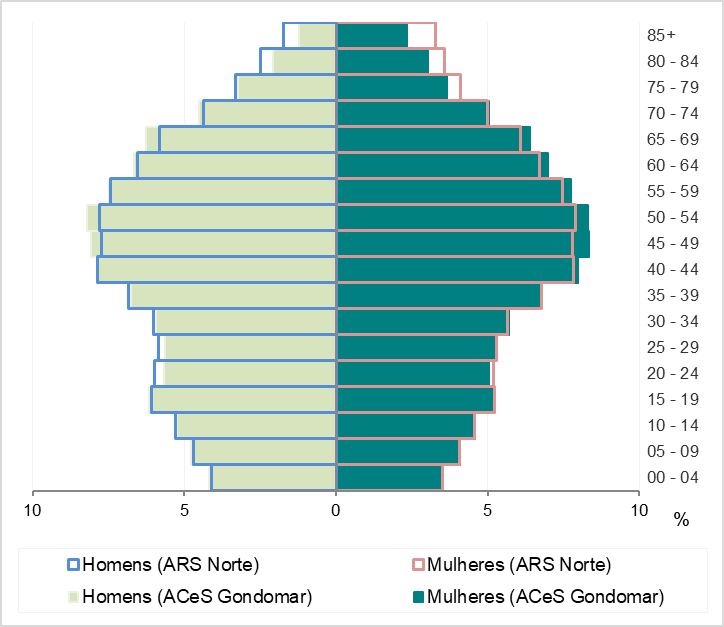 85+
80 - 84
75 - 79
70 - 74
65 - 69
60 - 64
55 - 59
50 - 54
45 - 49
40 - 44
35 - 39
30 - 34
25 - 29
20 - 24
15 - 19
10 - 14
05 - 09
00 - 04
10 5 0 5 10
%
Homens (ARS Norte) Mulheres (ARS Norte)
Homens (ACeS Gondomar) Mulheres (ACeS Gondomar)